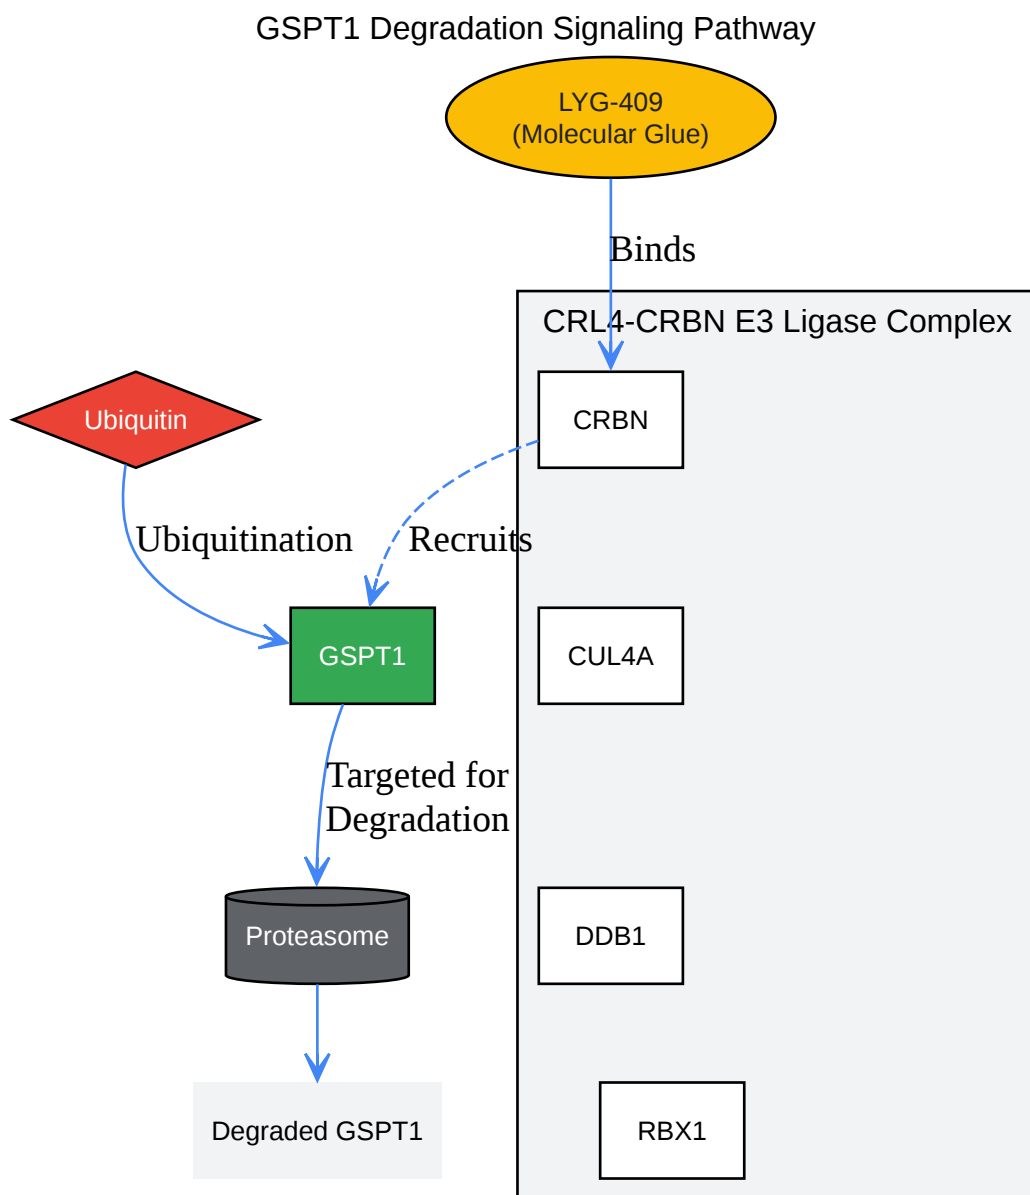 GSPT1 Degradation Signaling Pathway
LYG-409
(Molecular Glue)
Binds
CRL4-CRBN E3 Ligase Complex
Ubiquitin
CRBN
Ubiquitination
Recruits
GSPT1
CUL4A
Targeted for
Degradation
Proteasome
DDB1
Degraded GSPT1
RBX1